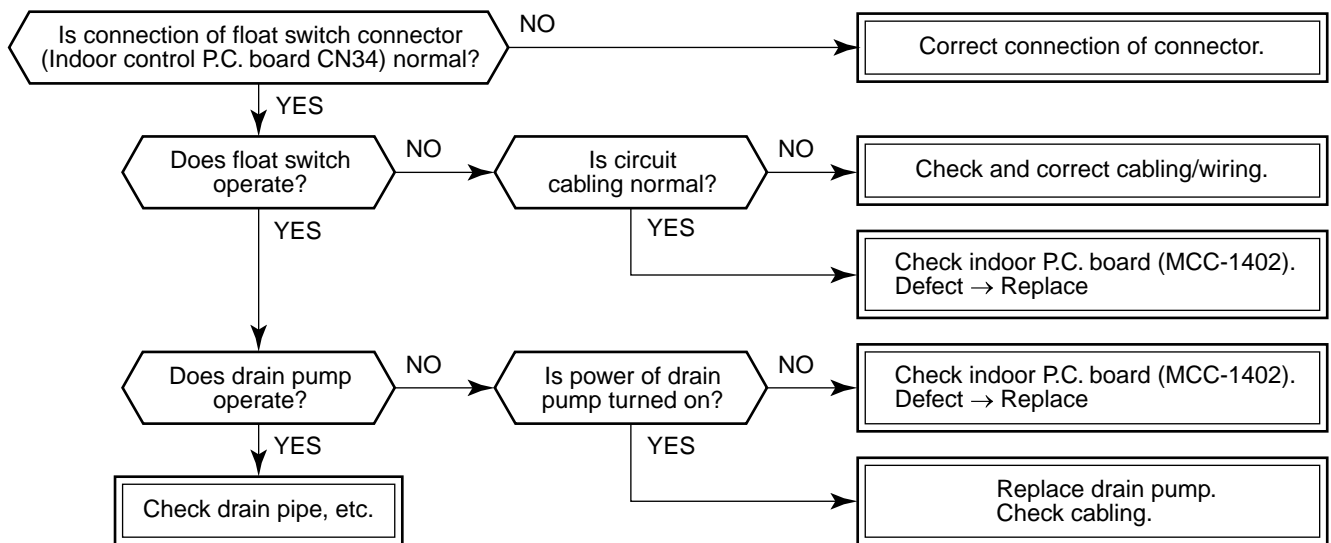 Is connection of float switch connector
(Indoor control P.C. board CN34) normal?
NO
Correct connection of connector.
YES
Does float switch
operate?
NO
Is circuit
cabling normal?
NO
Check and correct cabling/wiring.
YES
YES
Check indoor P.C. board (MCC-1402).
Defect → Replace
Does drain pump
operate?
NO
Is power of drain
pump turned on?
NO
Check indoor P.C. board (MCC-1402).
Defect → Replace
YES
YES
Check drain pipe, etc.
Replace drain pump.
Check cabling.